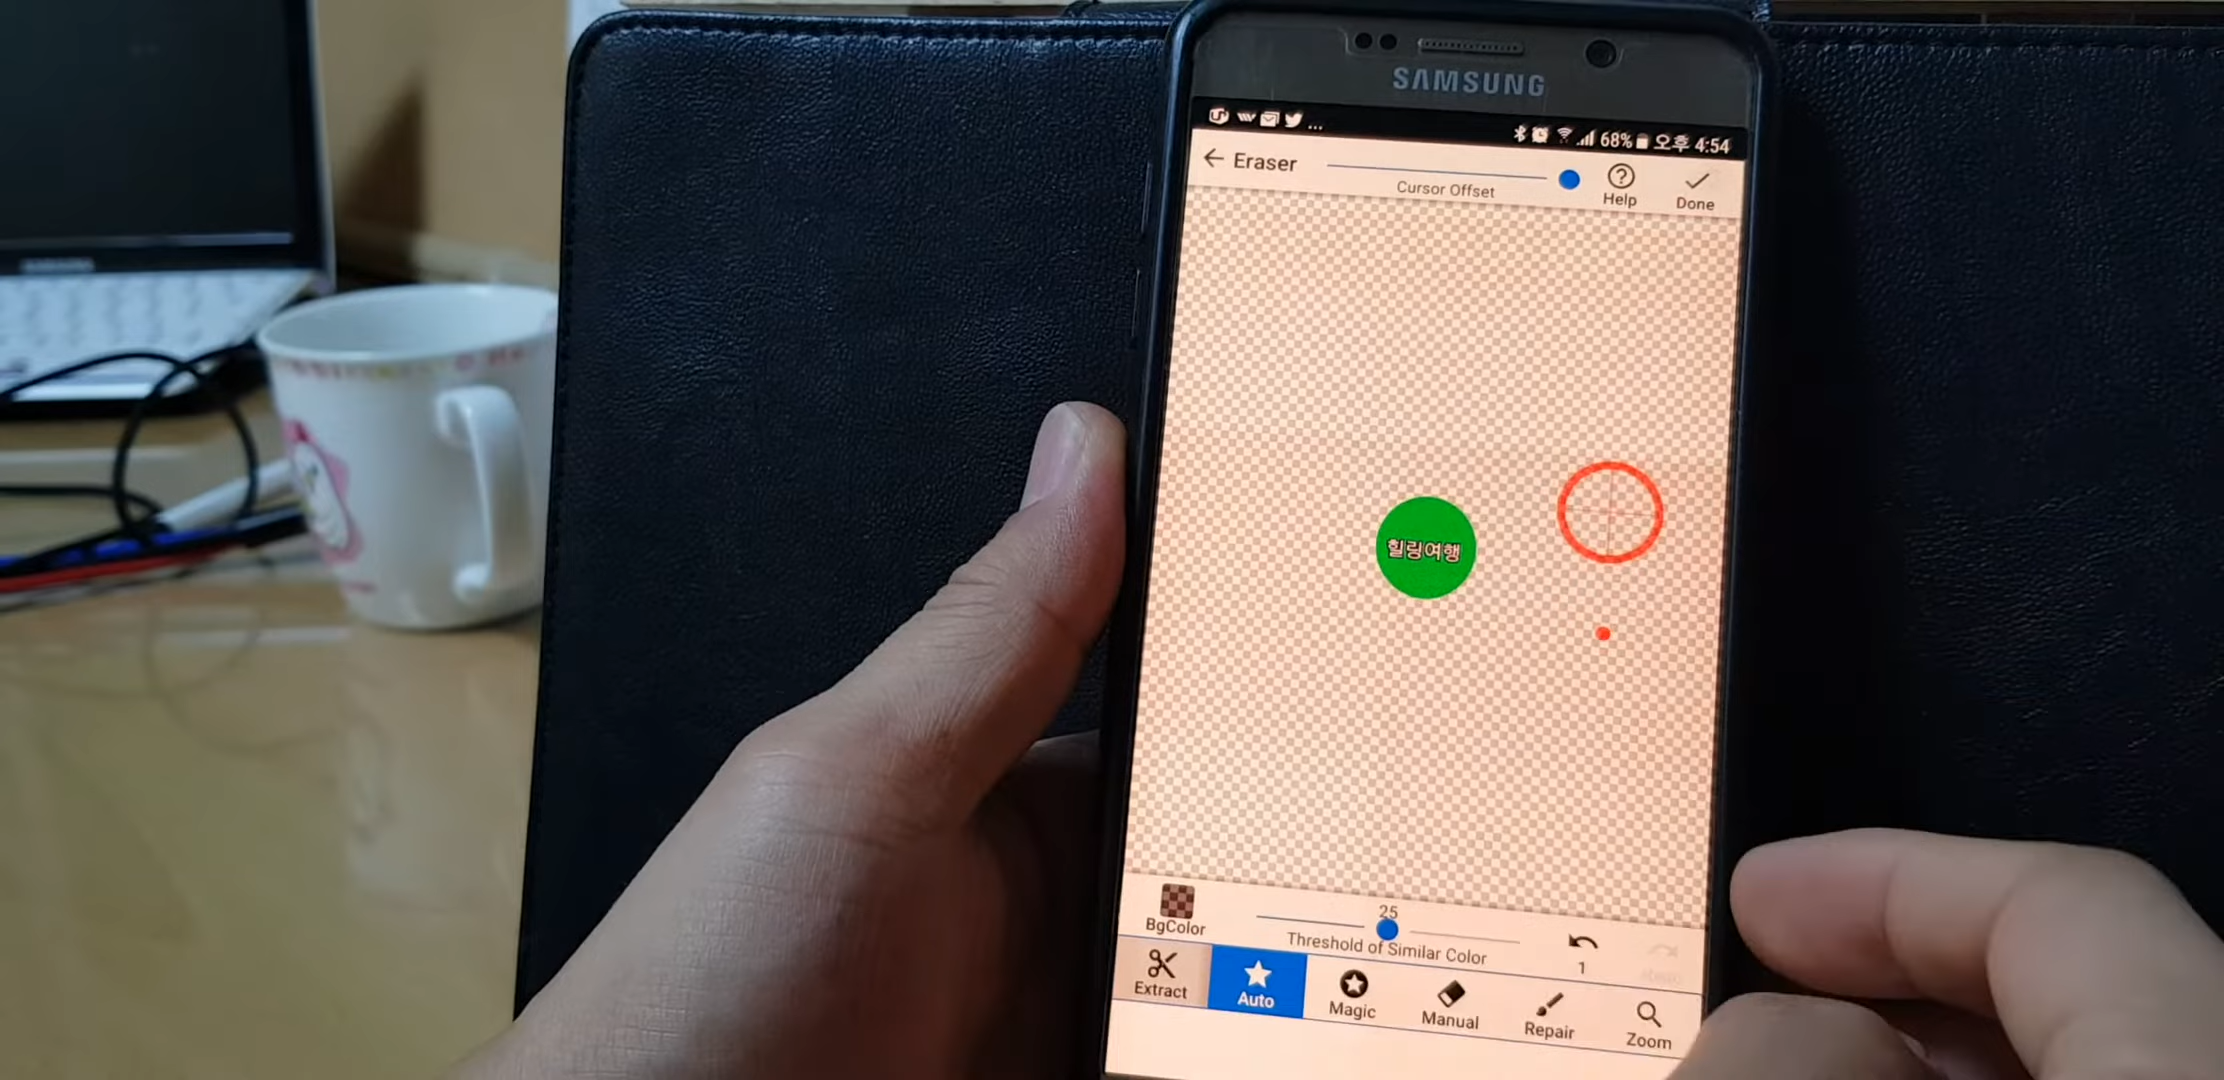 SAMSUNG
... 68% 오후 4:54
Eraser
Cursor Offset
Help
Done
힐링여행
BgColor
25
Threshold of Similar Color
1
Extract
Auto
Magic
Manual
Repair
Zoom